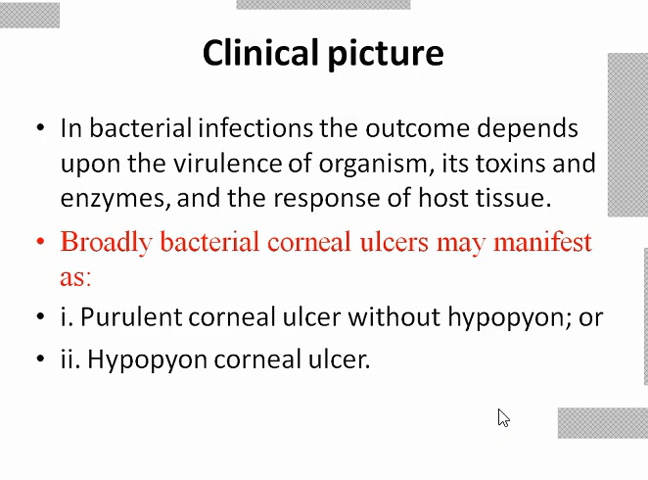 Clinical picture
• In bacterial infections the outcome depends
upon the virulence of organism, its toxins and
enzymes, and the response of host tissue.
• Broadly bacterial corneal ulcers may manifest
as:
• i. Purulent corneal ulcer without hypopyon; or
• ii. Hypopyon corneal ulcer.